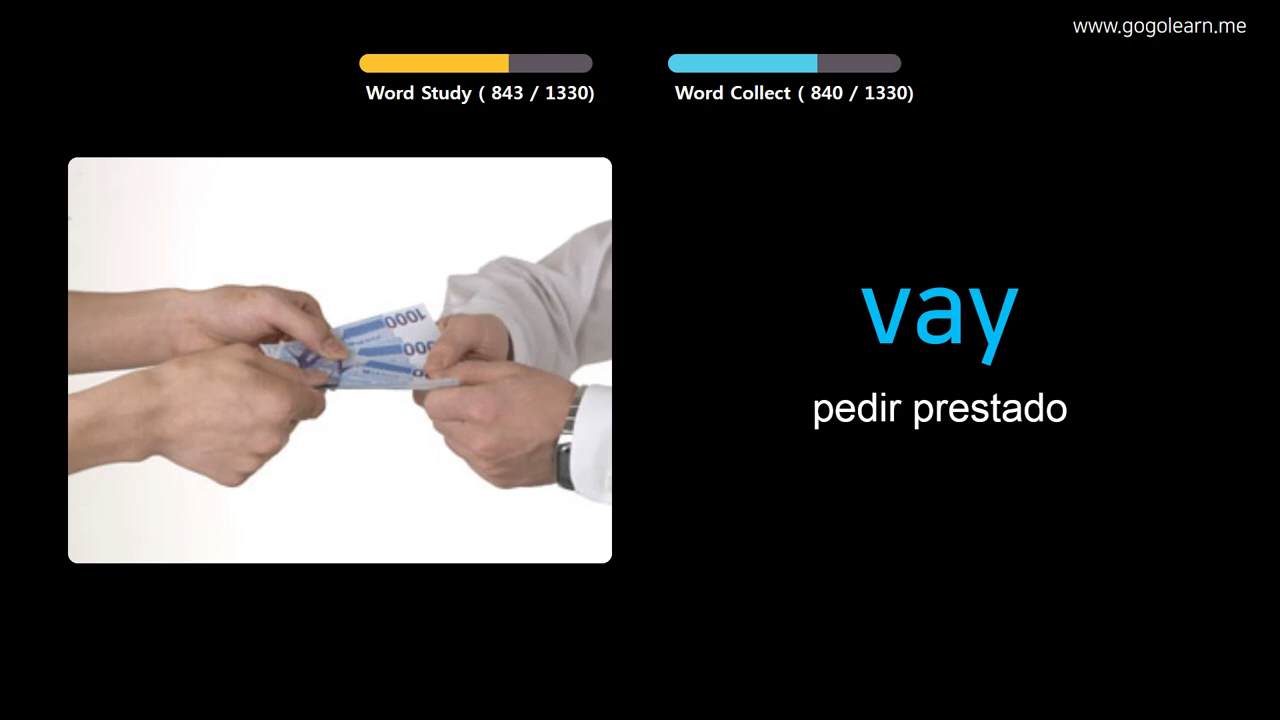 www.gogolearn.me
Word Study ( 843 / 1330)
Word Collect ( 840 / 1330)
1000
vay
pedir prestado